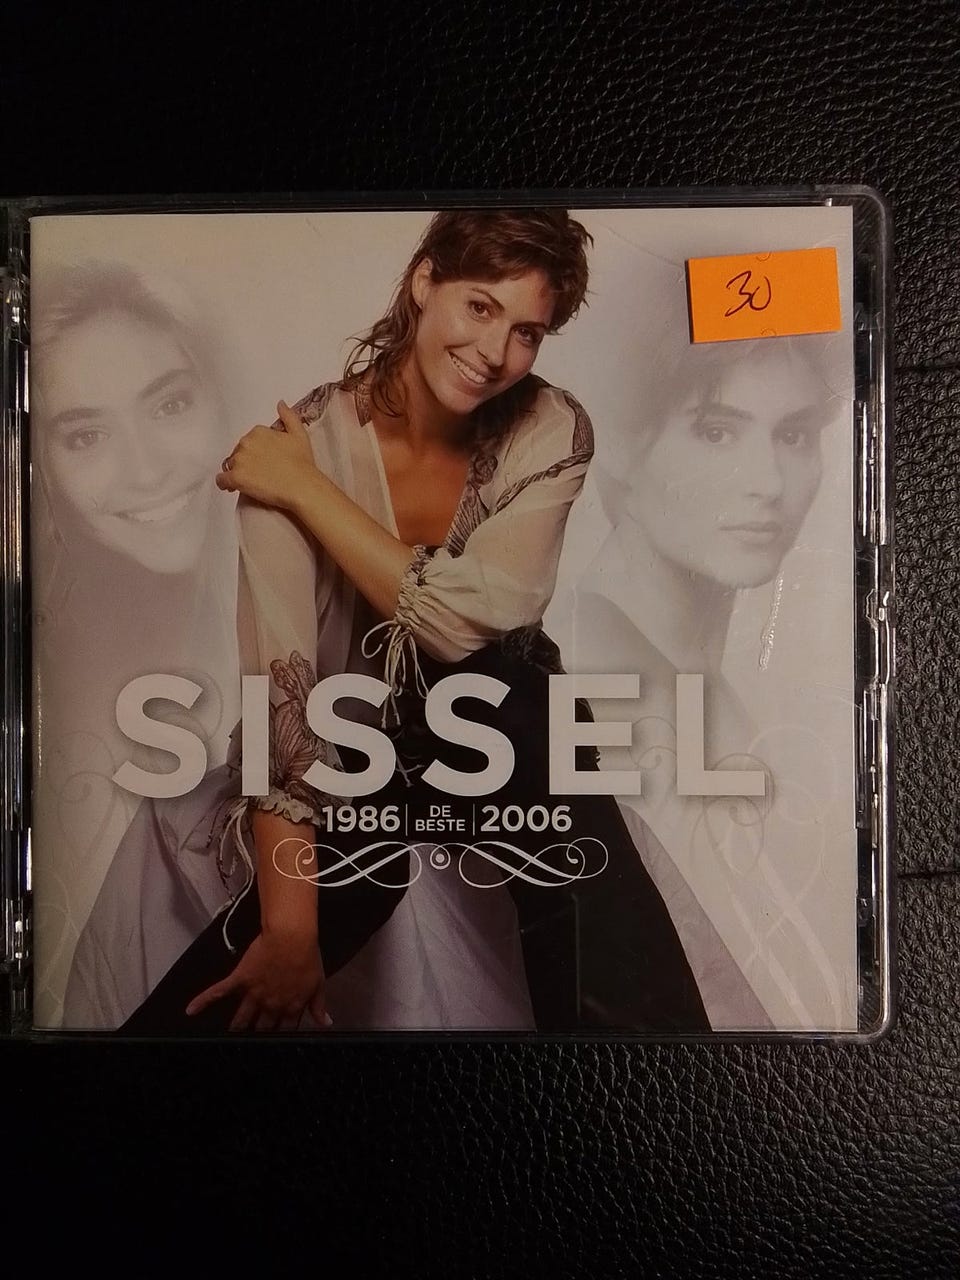 30
SISSEL
1986 | DE BESTE | 2006